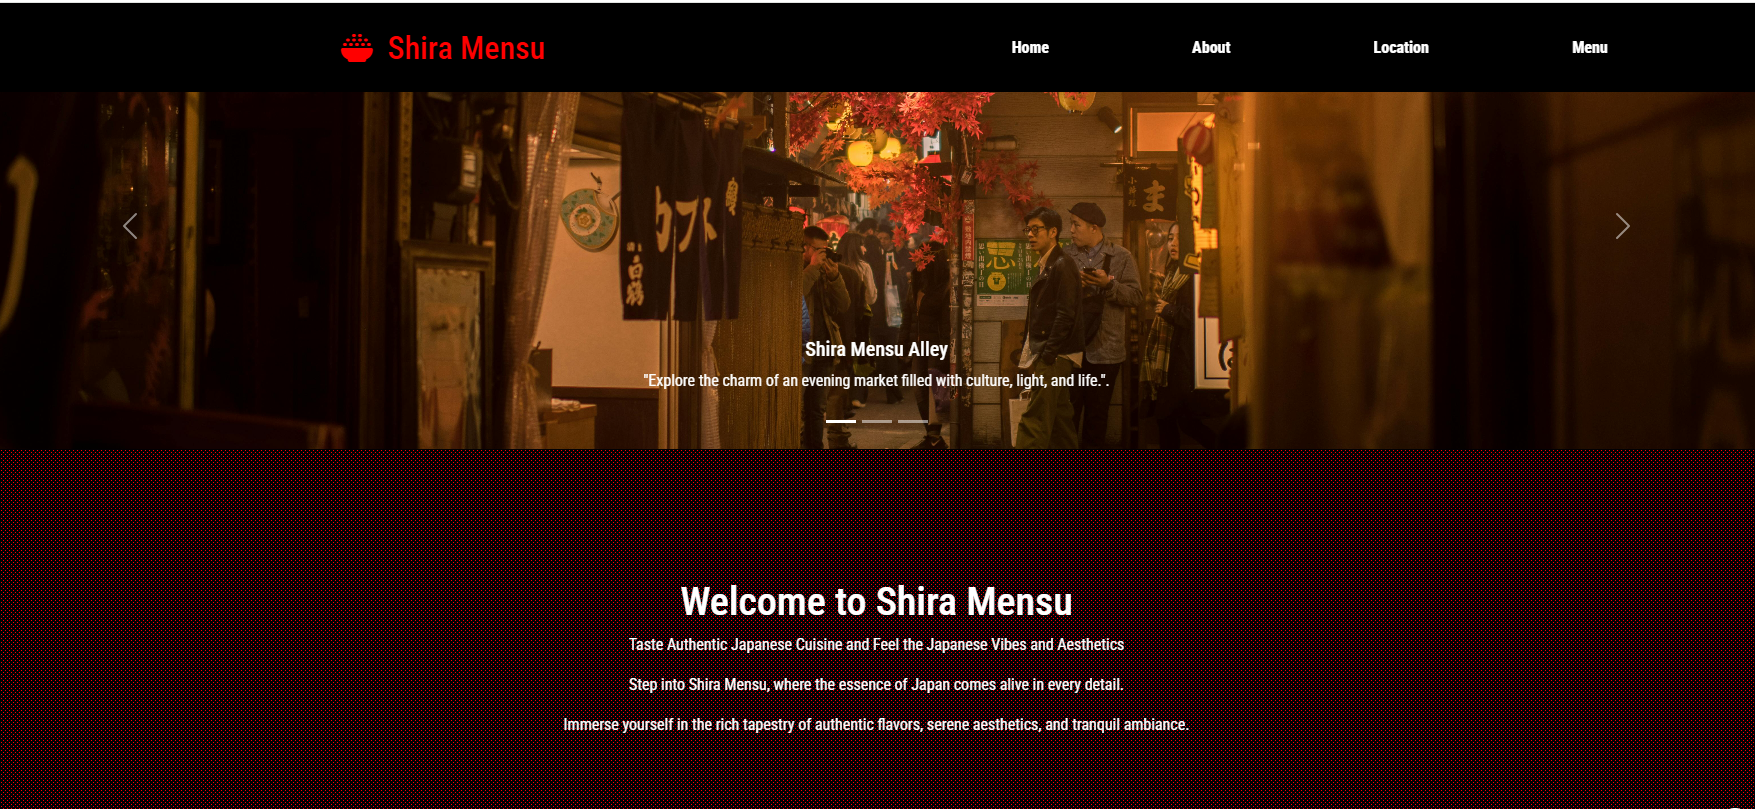 Shira Mensu
Home
About
Location
Menu
Shira Mensu Alley
"Explore the charm of an evening market filled with culture, light, and life.".
Welcome to Shira Mensu
Taste Authentic Japanese Cuisine and Feel the Japanese Vibes and Aesthetics
Step into Shira Mensu, where the essence of Japan comes alive in every detail.
Immerse yourself in the rich tapestry of authentic flavors, serene aesthetics, and tranquil ambiance.